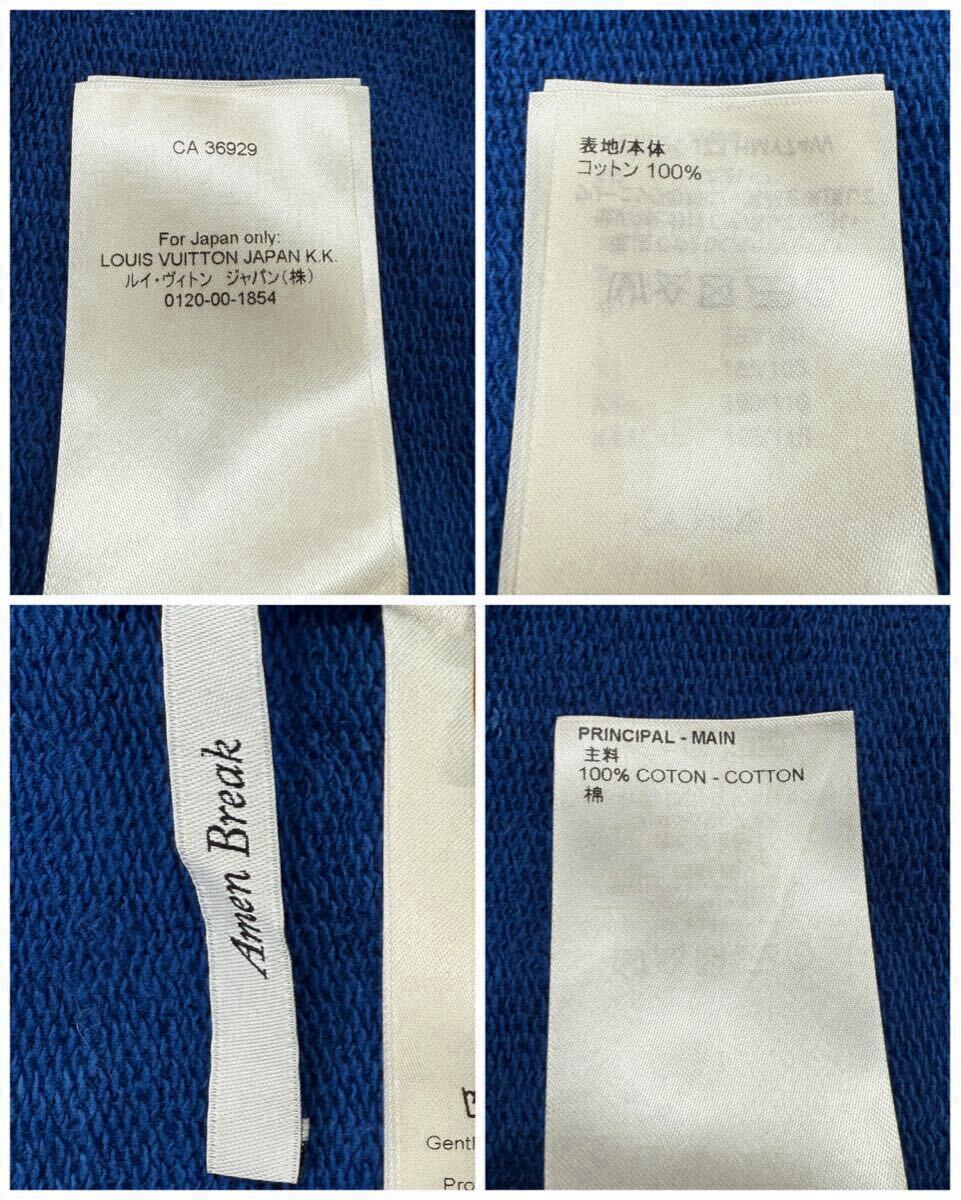 CA 36929
For Japan only:
LOUIS VUITTON JAPAN K.K.
ルイ・ヴィトン ジャパン(株)
0120-00-1854
表地/本体
コットン 100%
Amen Break
PRINCIPAL - MAIN
主料
100% COTON - COTTON
棉